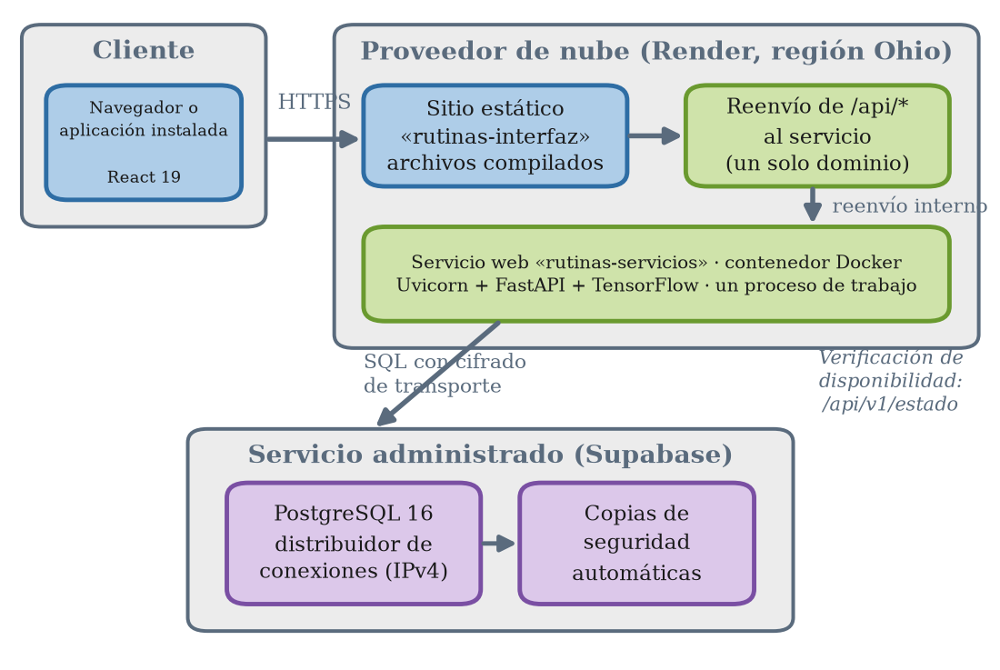 Cliente
Navegador o
aplicación instalada
React 19
HTTPS
Proveedor de nube (Render, región Ohio)
Sitio estático
«rutinas-interfaz»
archivos compilados
Reenvío de /api/*
al servicio
(un solo dominio)
reenvío interno
Servicio web «rutinas-servicios» · contenedor Docker
Uvicorn + FastAPI + TensorFlow · un proceso de trabajo
SQL con cifrado
de transporte
Verificación de
disponibilidad:
/api/v1/estado
Servicio administrado (Supabase)
PostgreSQL 16
distribuidor de
conexiones (IPv4)
Copias de
seguridad
automáticas